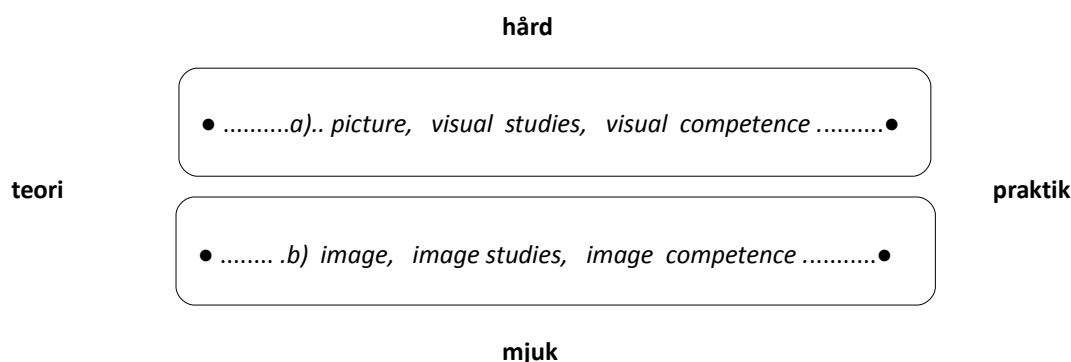 hård
● ..........a).. picture, visual studies, visual competence ..........●
teori
praktik
● ........ .b) image, image studies, image competence ...........●
mjuk